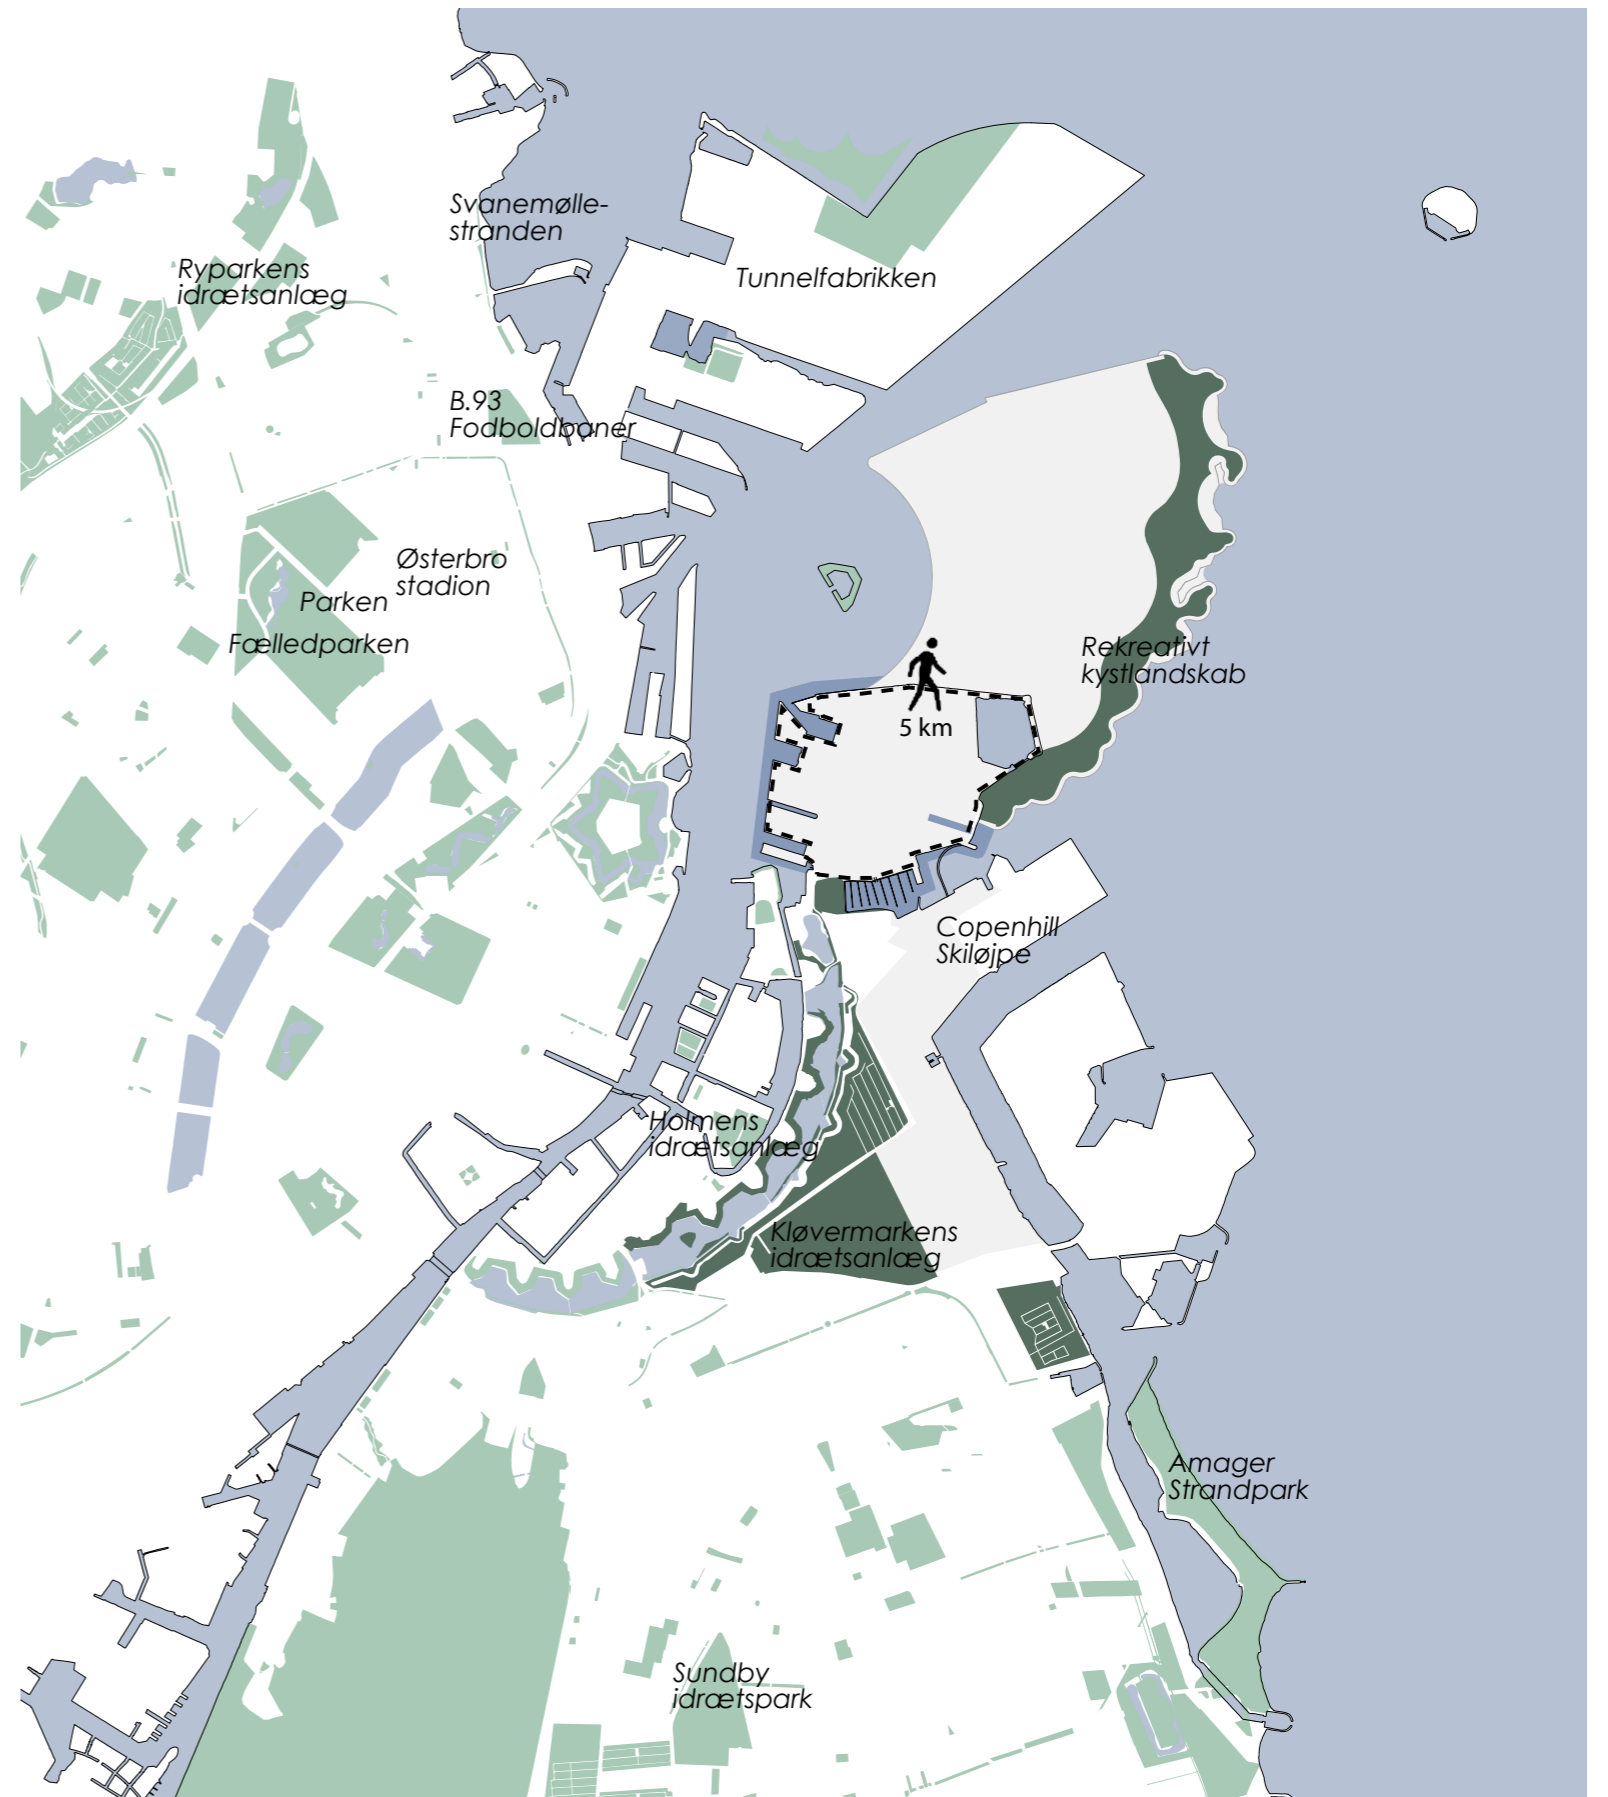 Svanemølle-
stranden
Ryparkens
idrætsanlæg
Tunnelfabrikken
B.93
Fodboldbaner
Østerbro
stadion
Parken
Fælledparken
Rekreativt
kystlandskab
5 km
Copenhill
Skiløjpe
Holmens
idrætsanlæg
Kløvermarkens
idrætsanlæg
Amager
Strandpark
Sundby
idrætspark